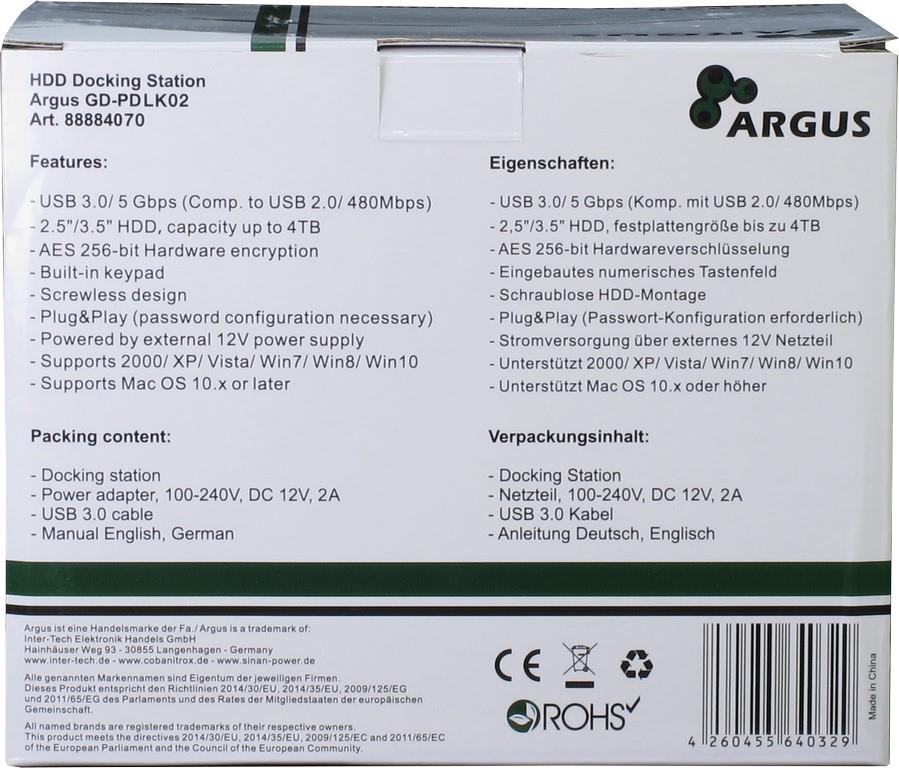 HDD Docking Station
Argus GD-PDLK02
Art. 88884070
ARGUS
Features:
- USB 3.0/ 5 Gbps (Comp. to USB 2.0/ 480Mbps)
- 2.5"/3.5" HDD, capacity up to 4TB
- AES 256-bit Hardware encryption
- Built-in keypad
- Screwless design
- Plug&Play (password configuration necessary)
- Powered by external 12V power supply
- Supports 2000/ XP/ Vista/ Win7/ Win8/ Win10
- Supports Mac OS 10.x or later
Packing content:
- Docking station
- Power adapter, 100-240V, DC 12V, 2A
- USB 3.0 cable
- Manual English, German
Eigenschaften:
- USB 3.0/ 5 Gbps (Komp. mit USB 2.0/ 480Mbps)
- 2,5"/3.5" HDD, festplattengröße bis zu 4TB
- AES 256-bit Hardwareverschlüsselung
- Eingebautes numerisches Tastenfeld
- Schraublose HDD-Montage
- Plug&Play (Passwort-Konfiguration erforderlich)
- Stromversorgung über externes 12V Netzteil
- Unterstützt 2000/ XP/ Vista/ Win7/ Win8/ Win10
- Unterstützt Mac OS 10.x oder höher
Verpackungsinhalt:
- Docking Station
- Netzteil, 100-240V, DC 12V, 2A
- USB 3.0 Kabel
- Anleitung Deutsch, Englisch
Argus ist eine Handelsmarke der Fa./ Argus is a trademark of:
Inter-Tech Elektronik Handels GmbH
Hainhäuser Weg 93 - 30855 Langenhagen - Germany
www.inter-tech.de - www.cobanitrox.de - www.sinan-power.de
Alle genannten Markennamen sind Eigentum der jeweiligen Firmen.
Dieses Produkt entspricht den Richtlinien 2014/30/EU, 2014/35/EU, 2009/125/EG
und 2011/65/EG des Parlaments und des Rates der Mitgliedstaaten der europäischen
Gemeinschaft.
All named brands are registered trademarks of their respective owners.
This product meets the directives 2014/30/EU, 2014/35/EU, 2009/125/EC and 2011/65/EC
of the European Parliament and the Council of the European Community.
CE
ROHS
4 260455 640329
Made in China